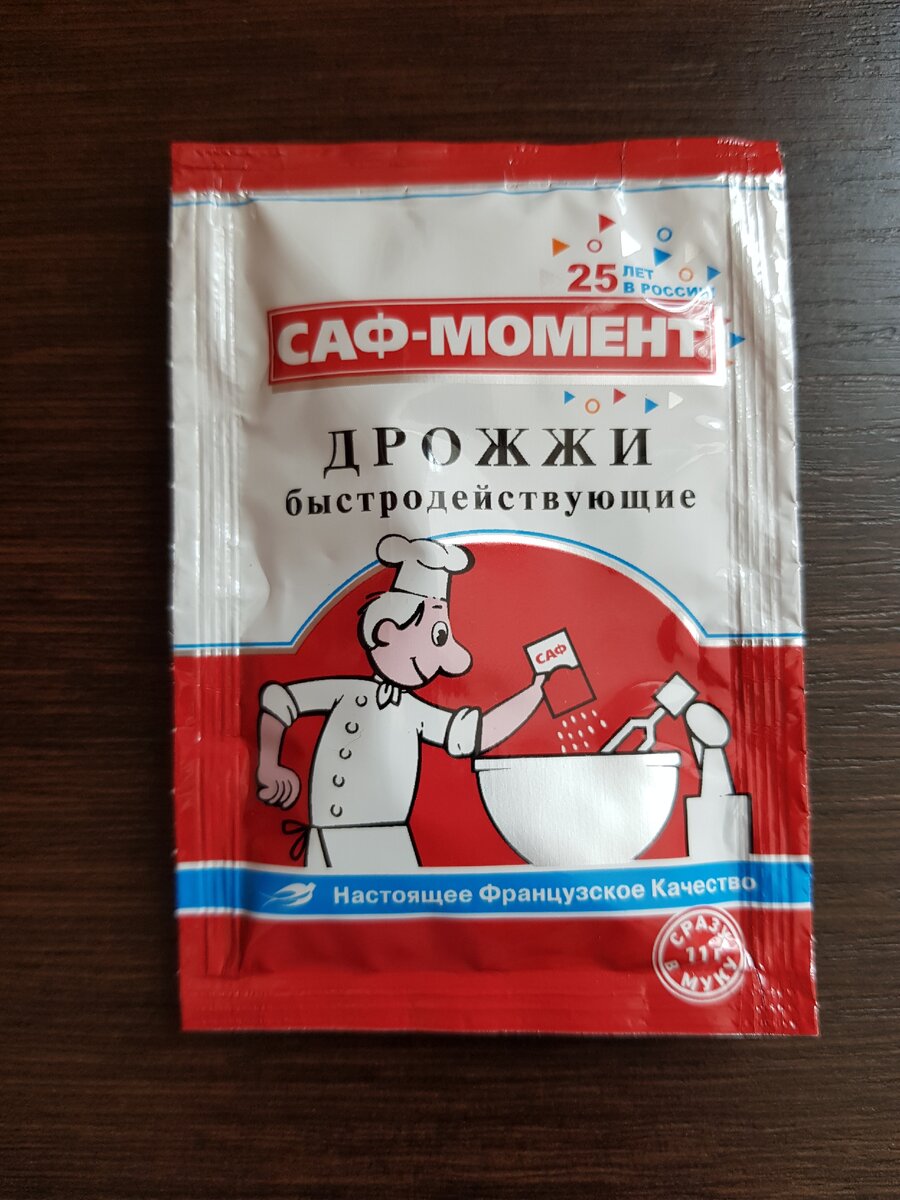 25 ЛЕТ
В РОССИИ!
САФ-МОМЕНТ
ДРОЖЖИ
быстродействующие
САФ
Настоящее Французское Качество
СРАЗУ
11г
В МУКУ